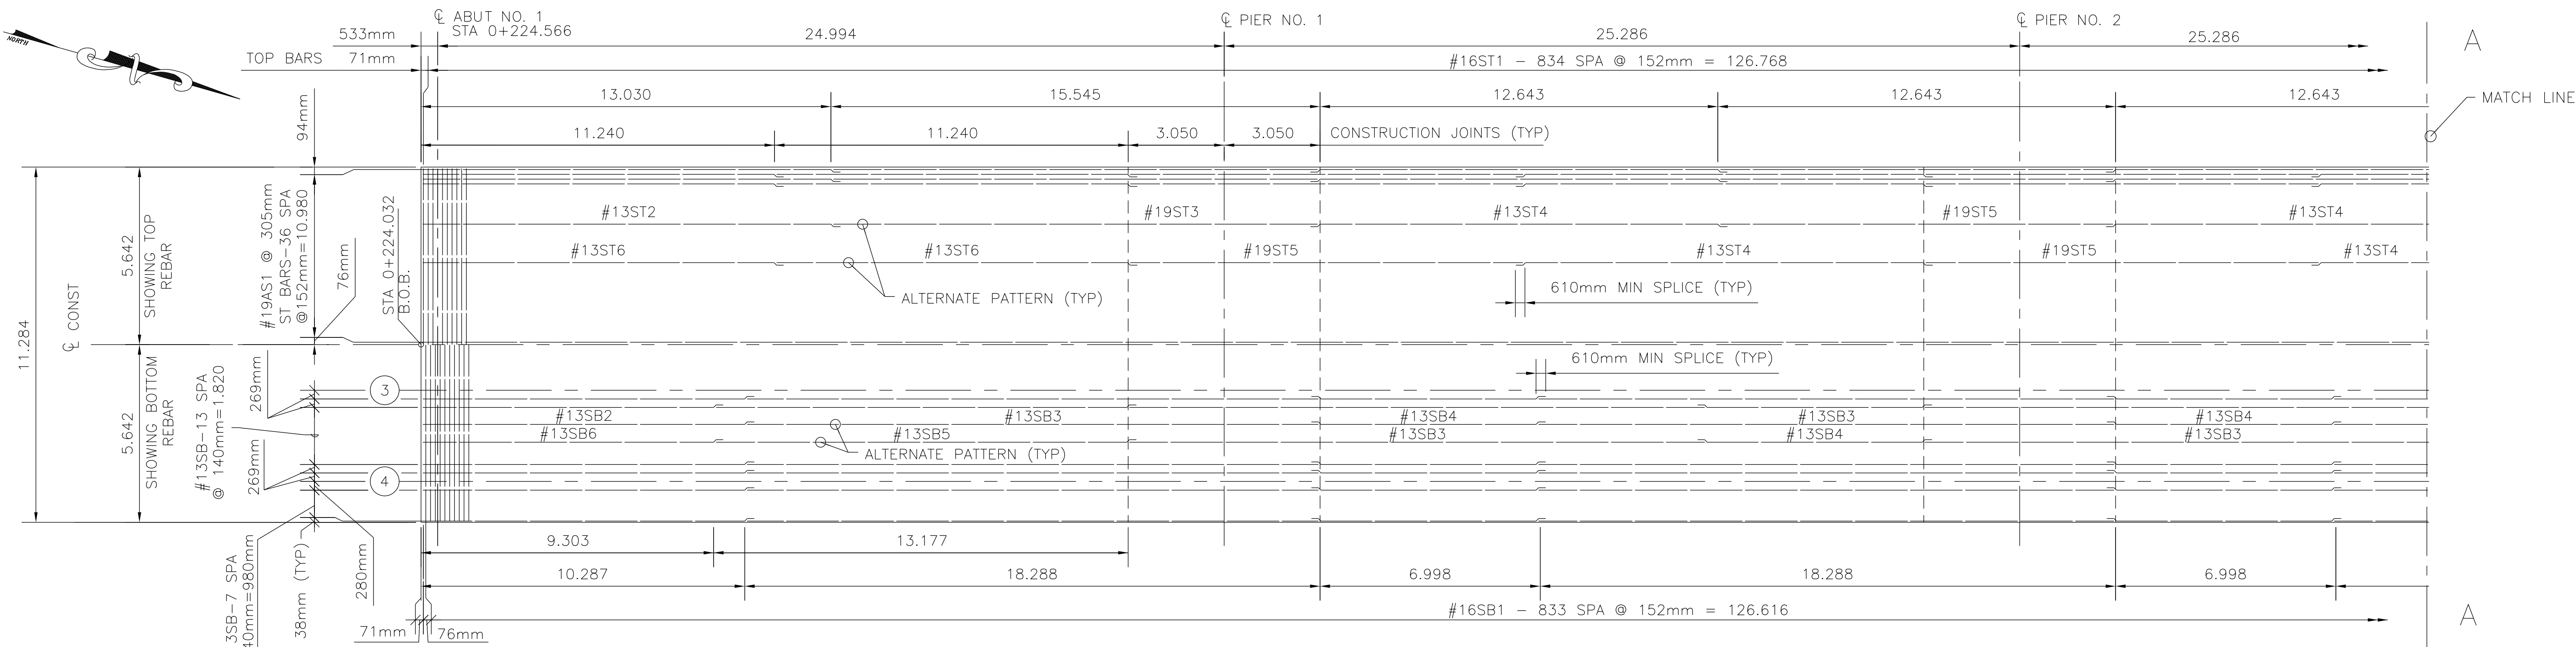 NORTH
℄ ABUT NO. 1
STA 0+224.566
℄ PIER NO. 1
℄ PIER NO. 2
533mm
24.994
25.286
25.286
A
TOP BARS 71mm
#16ST1 - 834 SPA @ 152mm = 126.768
13.030
15.545
12.643
12.643
12.643
MATCH LINE
94mm
11.240
11.240
3.050
3.050
CONSTRUCTION JOINTS (TYP)
11.284
℄ CONST
5.642
SHOWING TOP
REBAR
#19AS1 @ 305mm
ST BARS-36 SPA
@152mm=10.980
76mm
STA 0+224.032
B.O.B.
#13ST2
#19ST3
#13ST4
#19ST5
#13ST4
#13ST6
#13ST6
#19ST5
#13ST4
#19ST5
#13ST4
ALTERNATE PATTERN (TYP)
610mm MIN SPLICE (TYP)
610mm MIN SPLICE (TYP)
5.642
SHOWING BOTTOM
REBAR
#13SB-13 SPA
@ 140mm=1.820
269mm
269mm
3
4
#13SB2
#13SB3
#13SB4
#13SB3
#13SB4
#13SB6
#13SB5
#13SB3
#13SB4
#13SB3
ALTERNATE PATTERN (TYP)
9.303
13.177
3SB-7 SPA
40mm=980mm
38mm (TYP)
280mm
10.287
18.288
6.998
18.288
6.998
#16SB1 - 833 SPA @ 152mm = 126.616
A
71mm
76mm